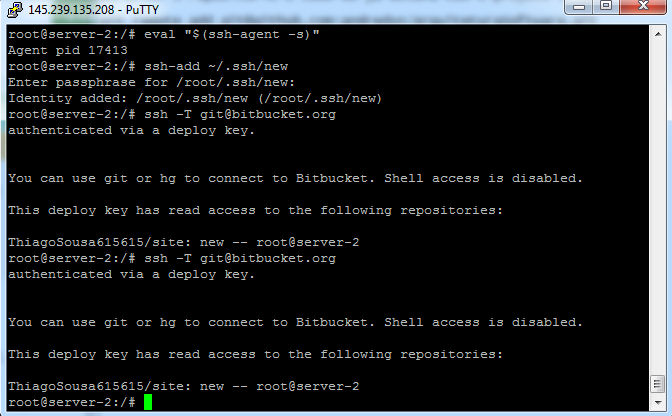 145.239.135.208 - PuTTY
root@server-2:/# eval "$(ssh-agent -s)"
Agent pid 17413
root@server-2:/# ssh-add ~/.ssh/new
Enter passphrase for /root/.ssh/new:
Identity added: /root/.ssh/new (/root/.ssh/new)
root@server-2:/# ssh -T git@bitbucket.org
authenticated via a deploy key.
You can use git or hg to connect to Bitbucket. Shell access is disabled.
This deploy key has read access to the following repositories:
ThiagoSousa615615/site: new -- root@server-2
root@server-2:/# ssh -T git@bitbucket.org
authenticated via a deploy key.
You can use git or hg to connect to Bitbucket. Shell access is disabled.
This deploy key has read access to the following repositories:
ThiagoSousa615615/site: new -- root@server-2
root@server-2:/#